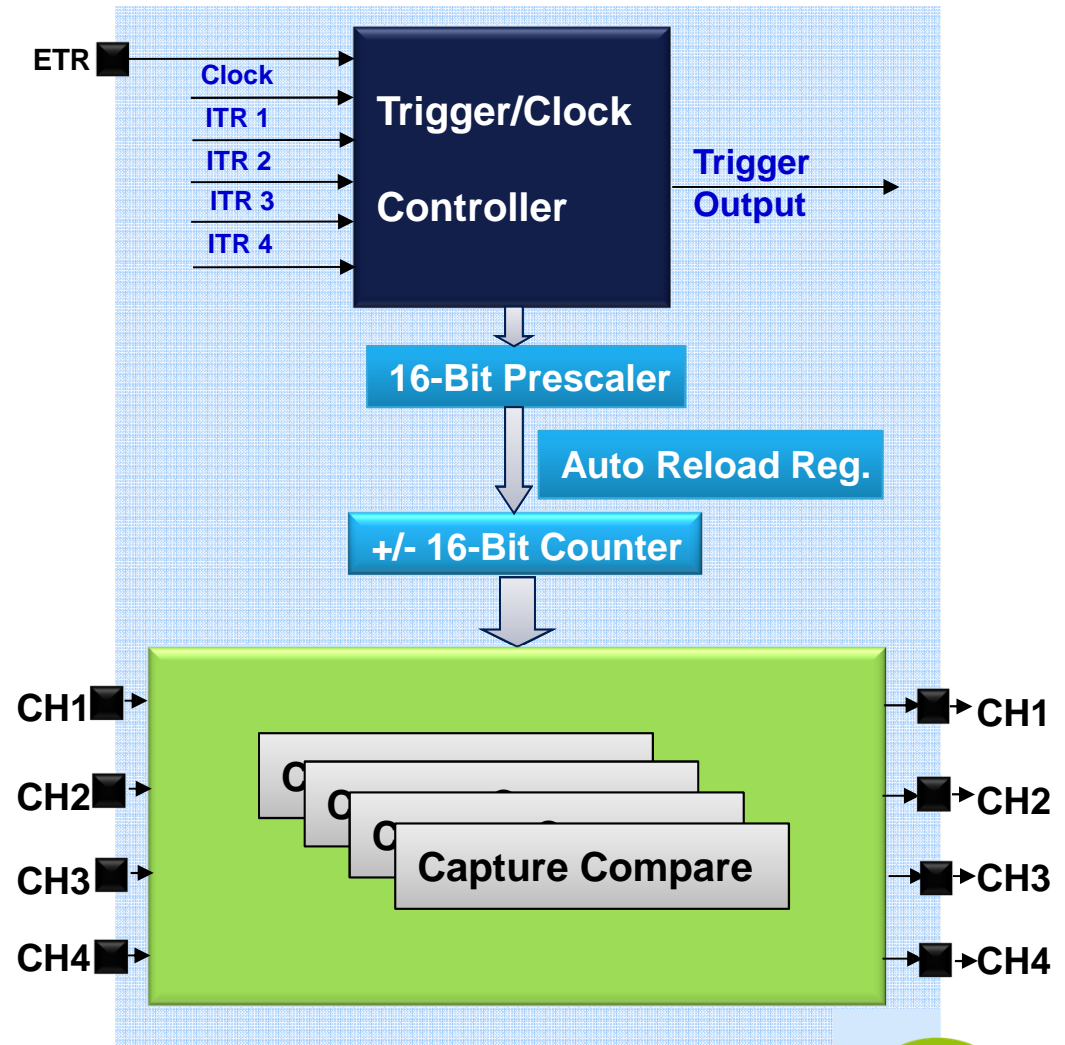 ETR
Clock
ITR 1
ITR 2
ITR 3
ITR 4
Trigger/Clock
Controller
Trigger
Output
16-Bit Prescaler
Auto Reload Reg.
+/- 16-Bit Counter
CH1
CH2
CH3
CH4
Capture Compare
CH1
CH2
CH3
CH4